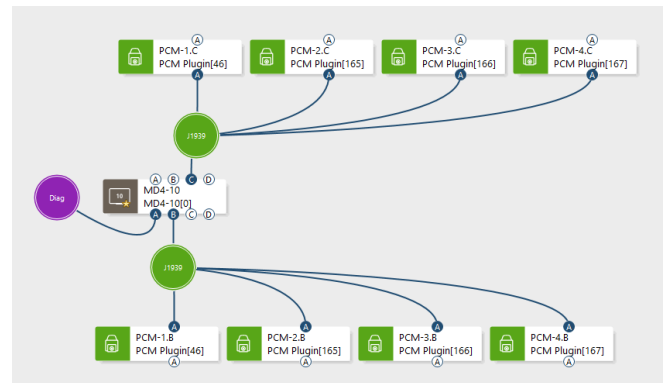 A A A A
PCM-1.C PCM-2.C PCM-3.C PCM-4.C
PCM Plugin[46] PCM Plugin[165] PCM Plugin[166] PCM Plugin[167]
A A A A
J1939
A B C D
10 MD4-10
Diag MD4-10[0]
A B C D
J1939
A A A A
PCM-1.B PCM-2.B PCM-3.B PCM-4.B
PCM Plugin[46] PCM Plugin[165] PCM Plugin[166] PCM Plugin[167]
A A A A